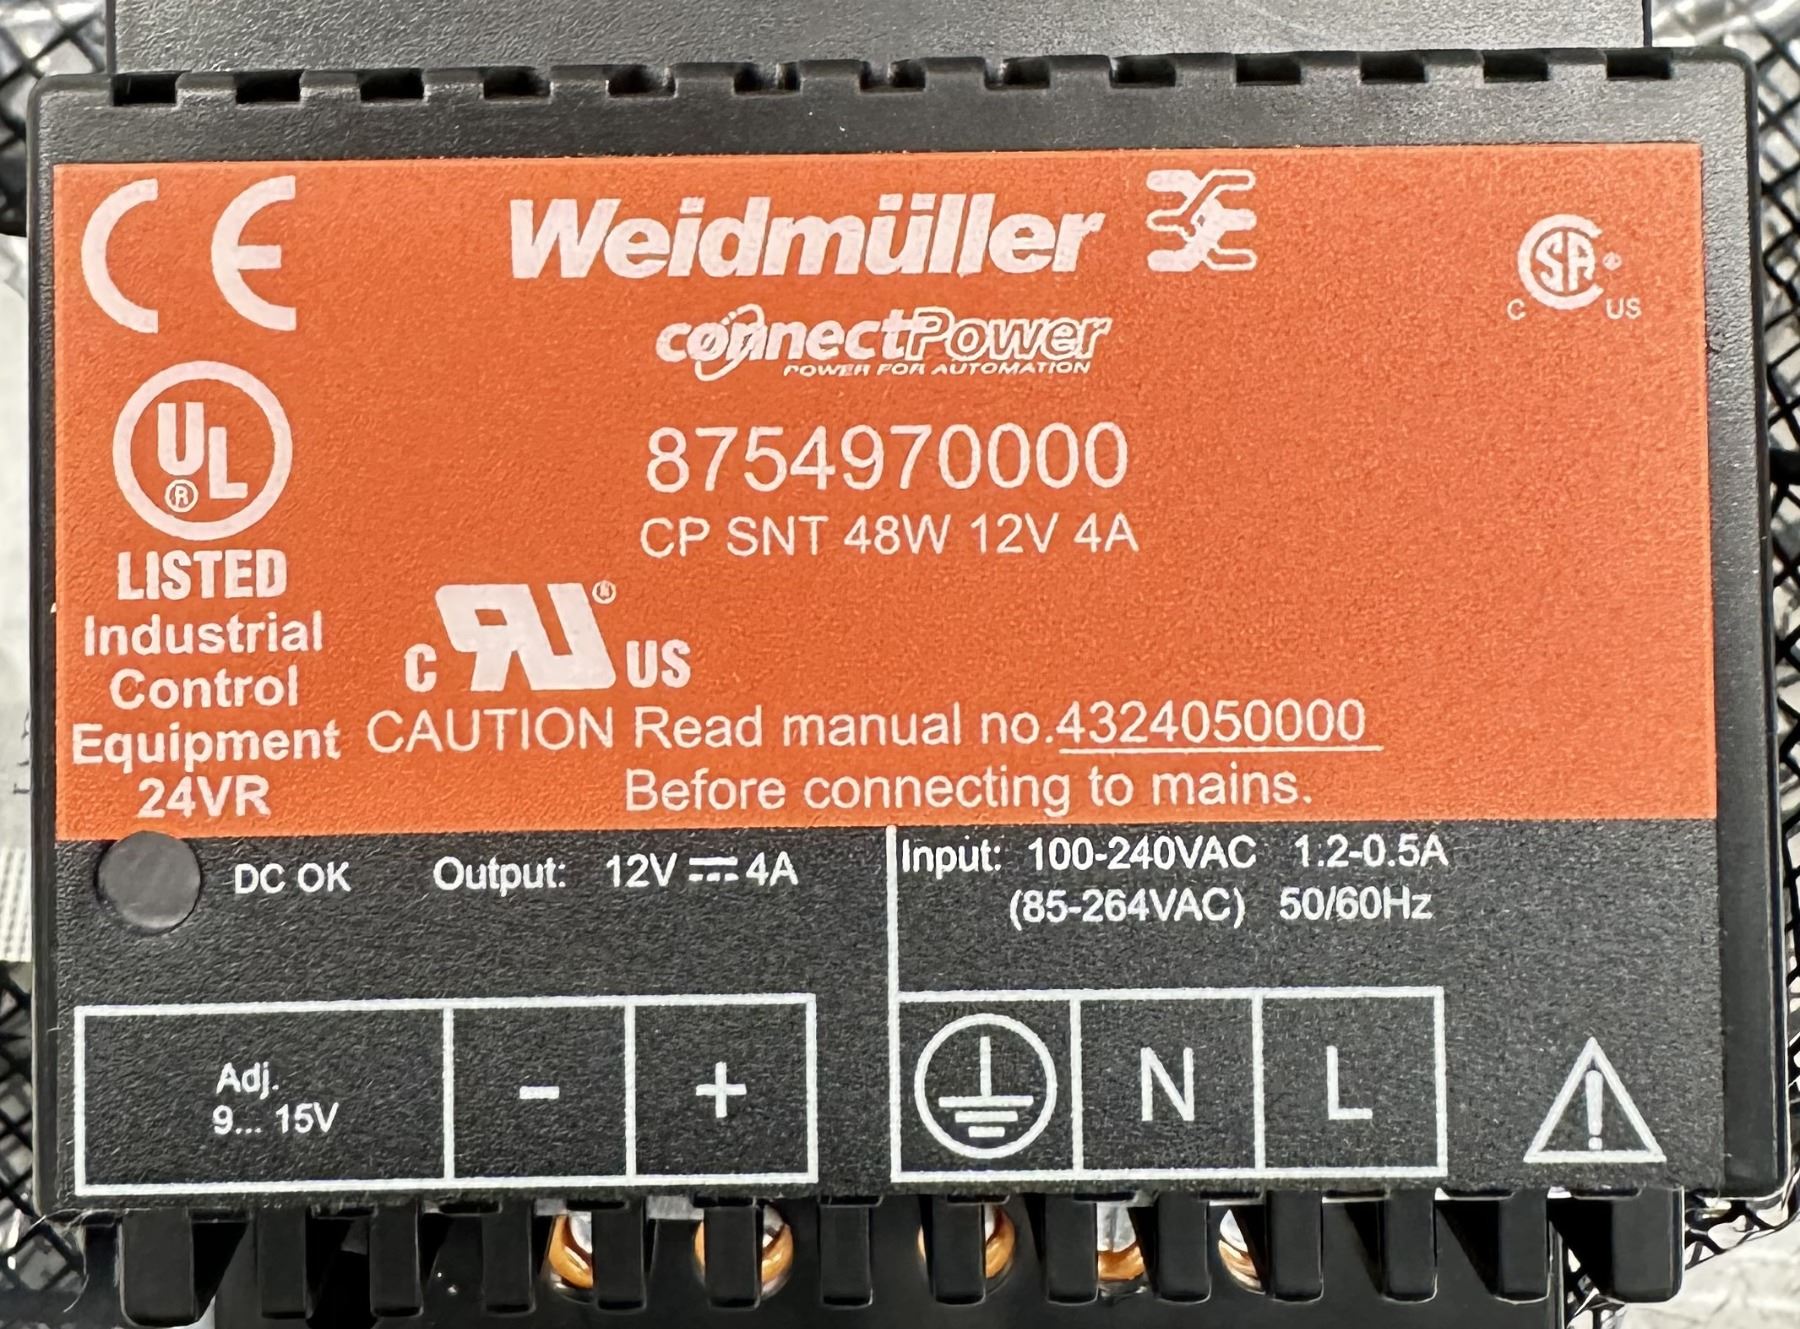 CE
Weidmüller
CSA®
C US
connectPower
POWER FOR AUTOMATION
UL®
LISTED
Industrial
Control
Equipment
24VR
8754970000
CP SNT 48W 12V 4A
C RU® US
CAUTION Read manual no.4324050000
Before connecting to mains.
DC OK
Output: 12V ⎓ 4A
Input: 100-240VAC 1.2-0.5A
(85-264VAC) 50/60Hz
Adj.
9... 15V
- +
N L
!